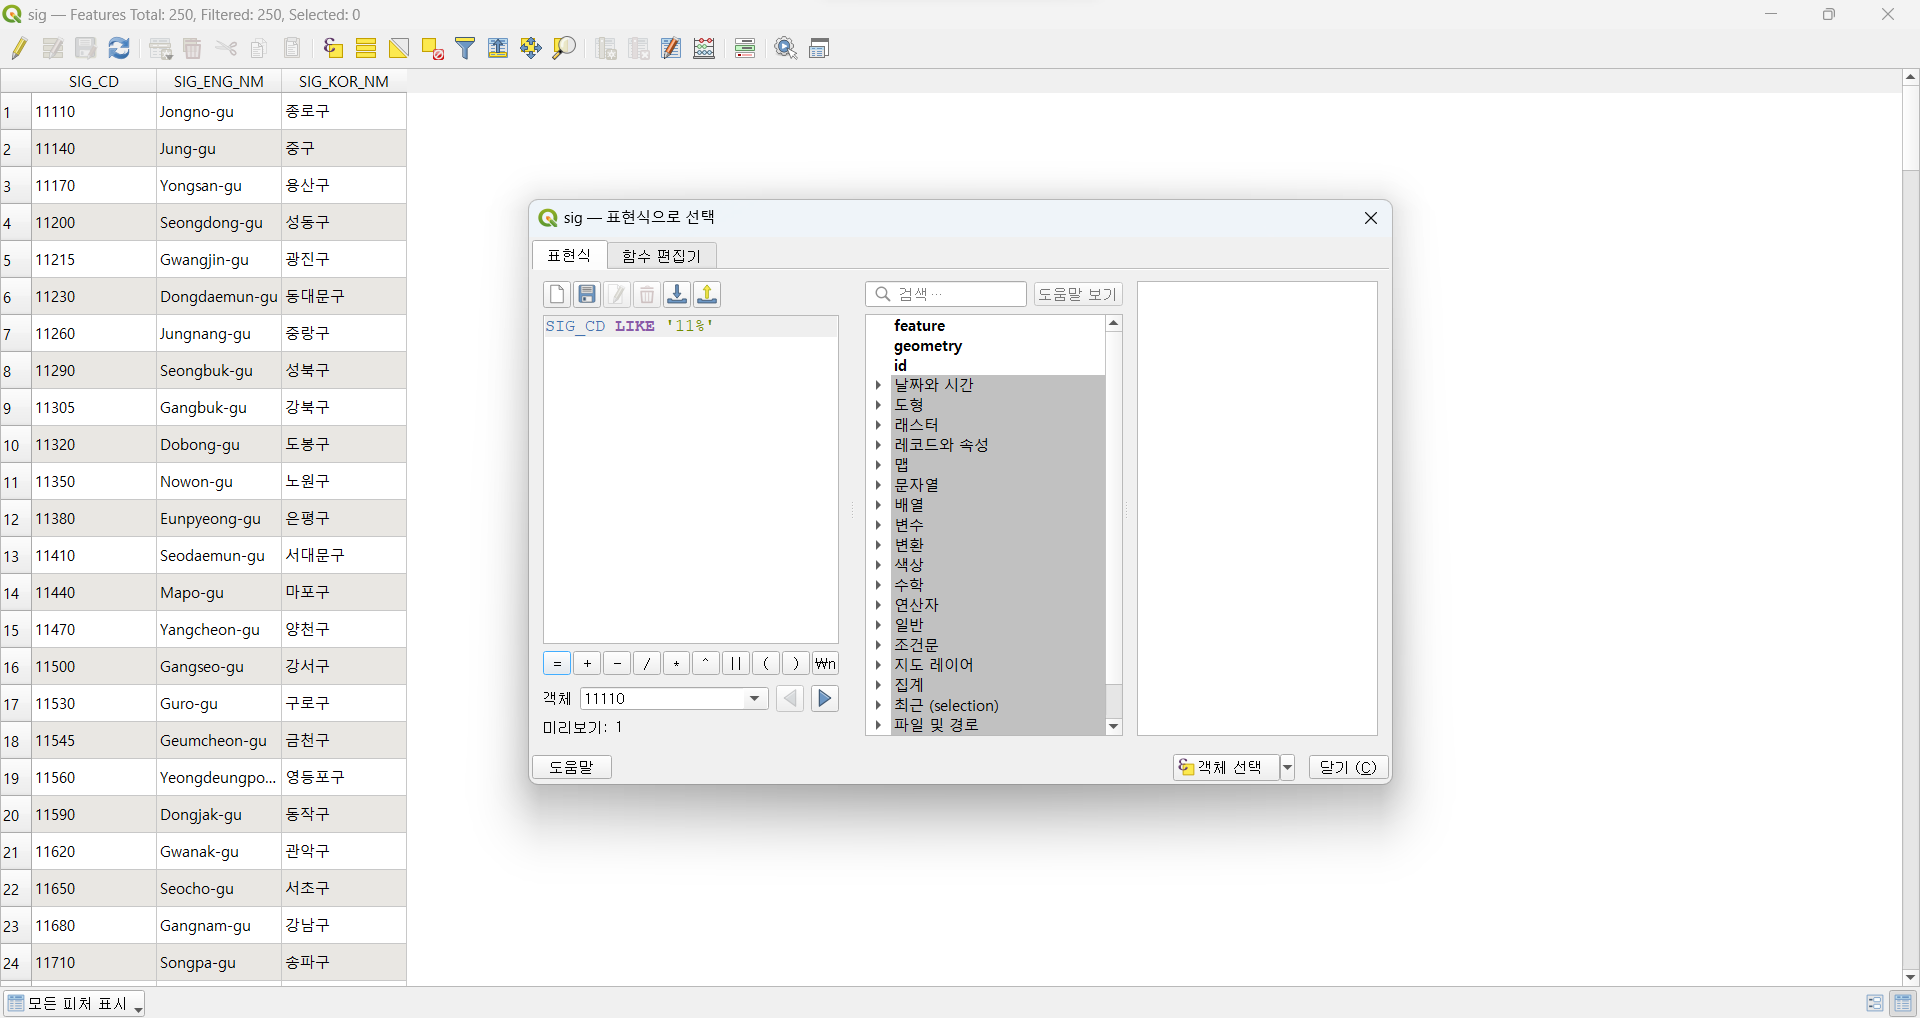 sig — Features Total: 250, Filtered: 250, Selected: 0
SIG_CD SIG_ENG_NM SIG_KOR_NM
1 11110 Jongno-gu 종로구
2 11140 Jung-gu 중구
3 11170 Yongsan-gu 용산구
4 11200 Seongdong-gu 성동구
5 11215 Gwangjin-gu 광진구
6 11230 Dongdaemun-gu 동대문구
7 11260 Jungnang-gu 중랑구
8 11290 Seongbuk-gu 성북구
9 11305 Gangbuk-gu 강북구
10 11320 Dobong-gu 도봉구
11 11350 Nowon-gu 노원구
12 11380 Eunpyeong-gu 은평구
13 11410 Seodaemun-gu 서대문구
14 11440 Mapo-gu 마포구
15 11470 Yangcheon-gu 양천구
16 11500 Gangseo-gu 강서구
17 11530 Guro-gu 구로구
18 11545 Geumcheon-gu 금천구
19 11560 Yeongdeungpo... 영등포구
20 11590 Dongjak-gu 동작구
21 11620 Gwanak-gu 관악구
22 11650 Seocho-gu 서초구
23 11680 Gangnam-gu 강남구
24 11710 Songpa-gu 송파구
모든 피처 표시
sig — 표현식으로 선택
표현식 함수 편집기
SIG_CD LIKE '11%'
= + - / * ^ || ( ) ₩n
객체 11110
미리보기: 1
검색… 도움말 보기
feature
geometry
id
날짜와 시간
도형
래스터
레코드와 속성
맵
문자열
배열
변수
변환
색상
수학
연산자
일반
조건문
지도 레이어
집계
최근 (selection)
파일 및 경로
도움말 객체 선택 닫기 (C)